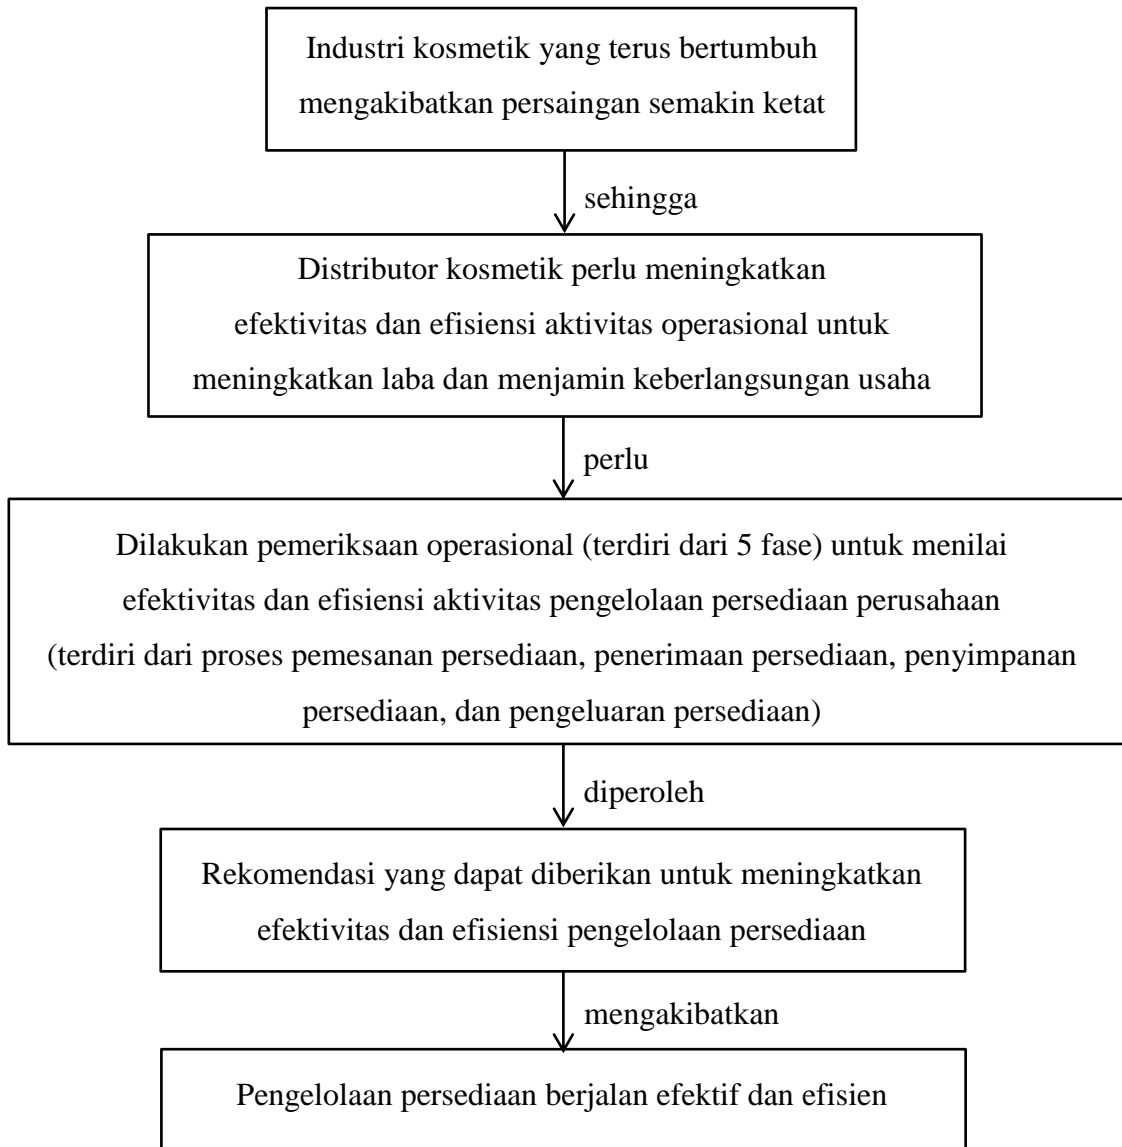 Industri kosmetik yang terus bertumbuh
mengakibatkan persaingan semakin ketat
sehingga
Distributor kosmetik perlu meningkatkan
efektivitas dan efisiensi aktivitas operasional untuk
meningkatkan laba dan menjamin keberlangsungan usaha
perlu
Dilakukan pemeriksaan operasional (terdiri dari 5 fase) untuk menilai
efektivitas dan efisiensi aktivitas pengelolaan persediaan perusahaan
(terdiri dari proses pemesanan persediaan, penerimaan persediaan, penyimpanan
persediaan, dan pengeluaran persediaan)
diperoleh
Rekomendasi yang dapat diberikan untuk meningkatkan
efektivitas dan efisiensi pengelolaan persediaan
mengakibatkan
Pengelolaan persediaan berjalan efektif dan efisien